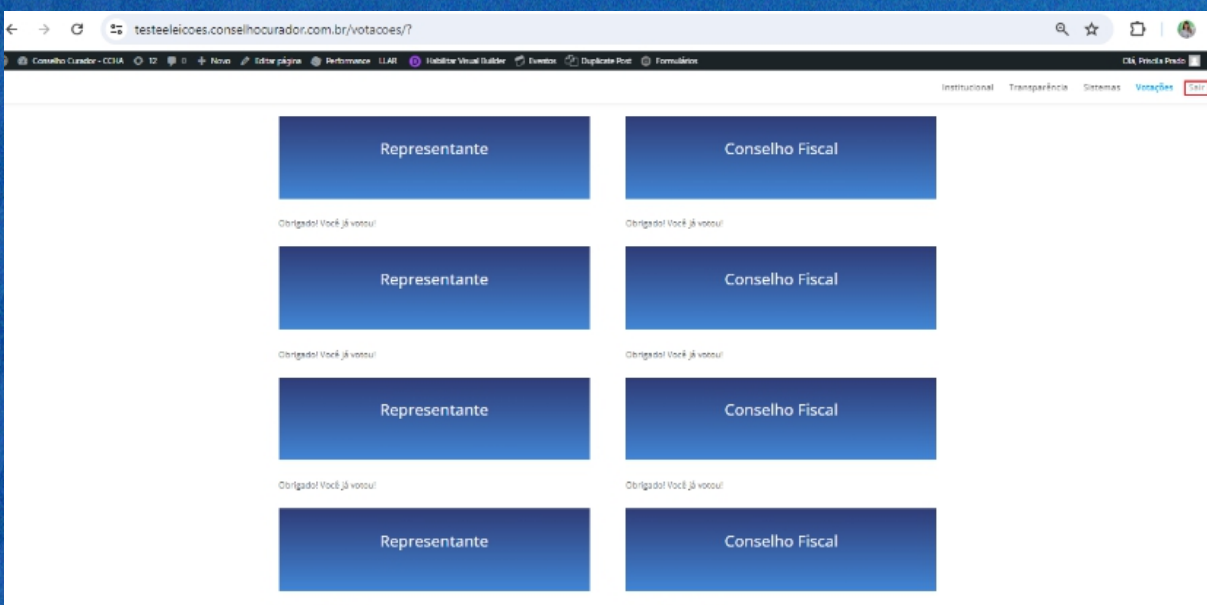 testeeleicoes.conselhocurador.com.br/votacoes/?
Conselho Curador - CCHA 12 0 + Novo Editar página Performance LLAR Habilitar Visual Builder Eventos Duplicate Post Formulários Olá, Priscila Prado
Institucional Transparência Sistemas Votações Sair
Representante Conselho Fiscal
Obrigado! Você já votou! Obrigado! Você já votou!
Representante Conselho Fiscal
Obrigado! Você já votou! Obrigado! Você já votou!
Representante Conselho Fiscal
Obrigado! Você já votou! Obrigado! Você já votou!
Representante Conselho Fiscal